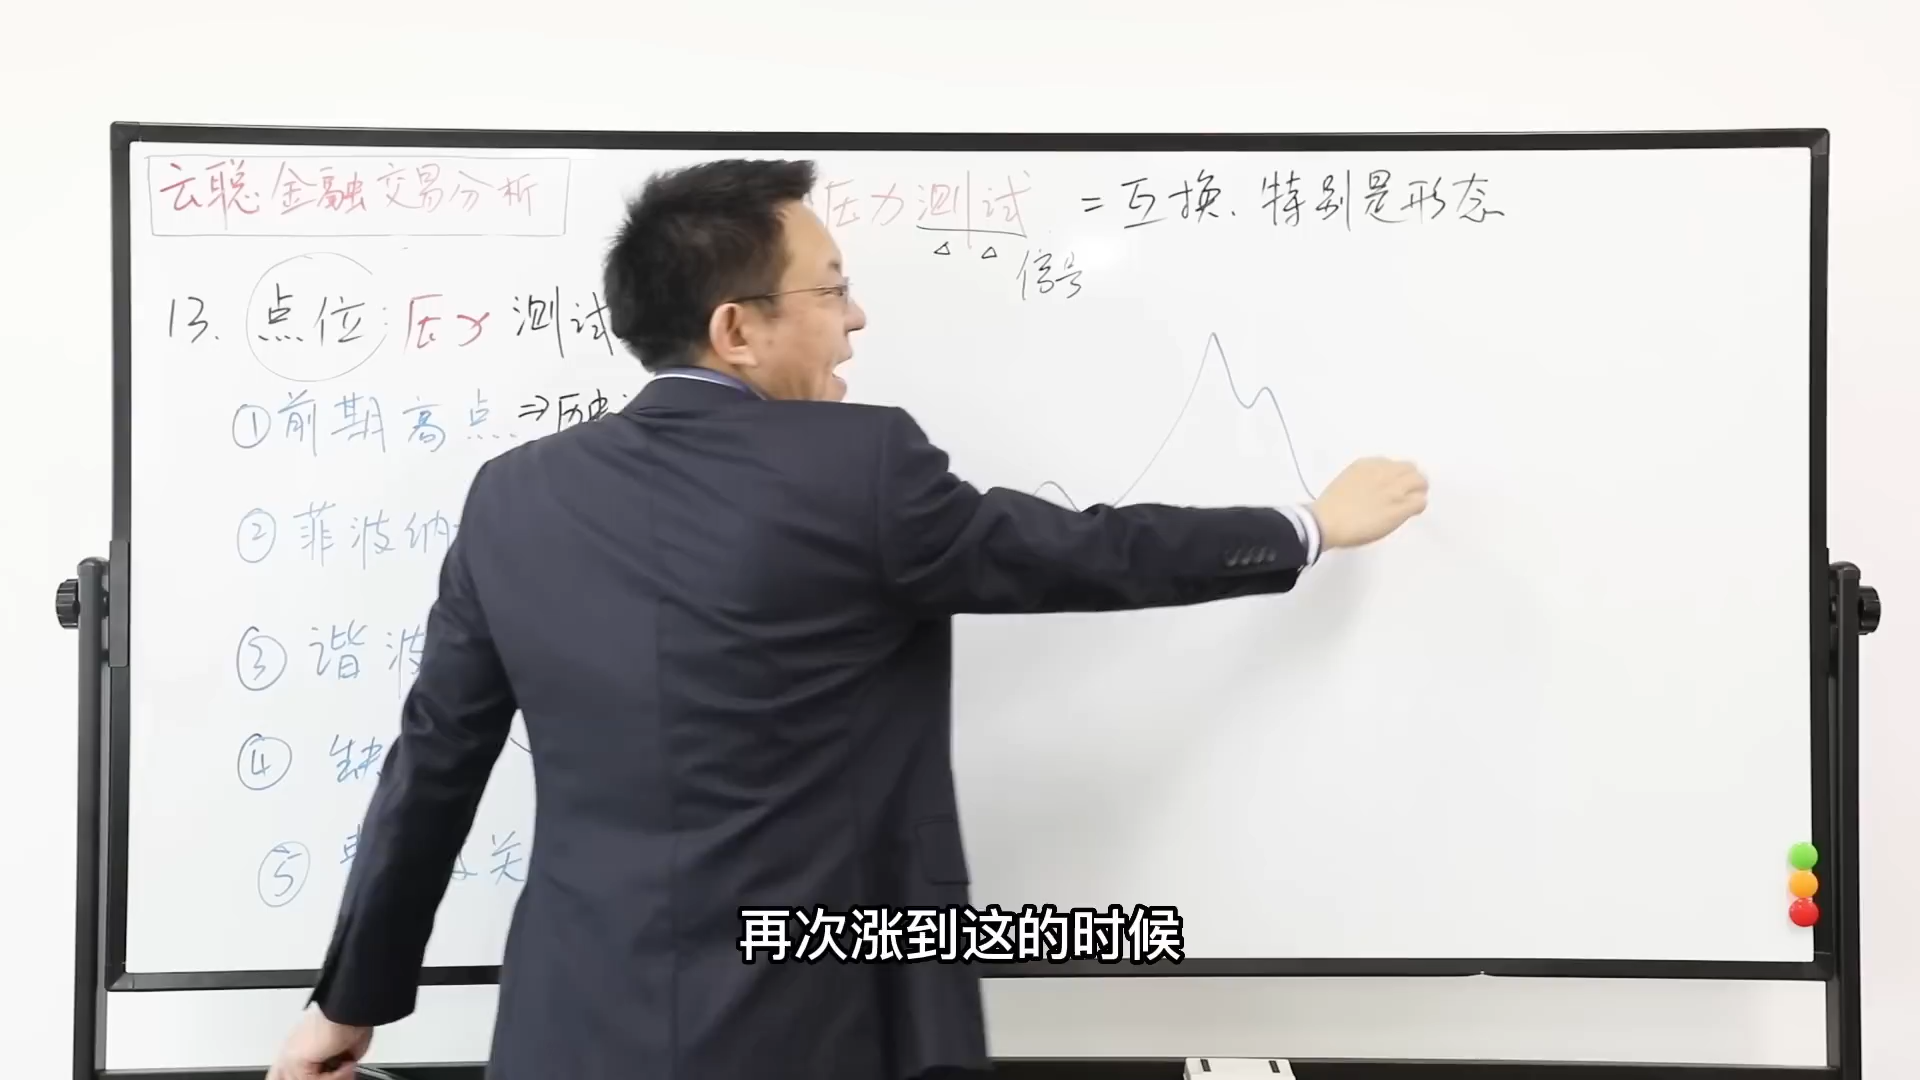 云聪金融交易分析
压力测试 = 互换、特别是形态
信号
13. 点位: 压力 测试
① 前期高点 ⇒历史
② 菲波纳
③ 谐波
④ 缺
⑤ 关
再次涨到这的时候